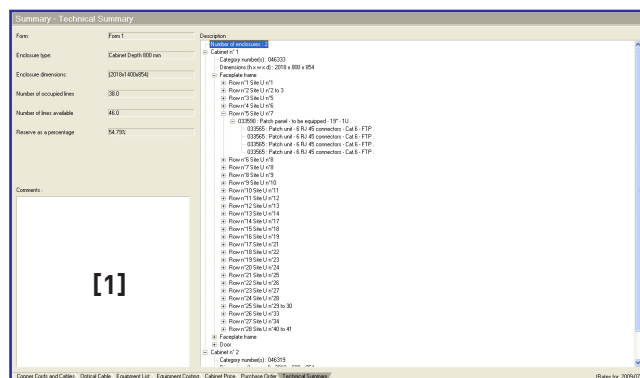 Summary - Technical Summary
Form:
Form 1
Enclosure type:
Cabinet Depth 800 mm
Enclosure dimensions:
(2018x1400x854)
Number of occupied lines
38.0
Number of lines available
46.0
Reserve as a percentage
54.79%
Comments :
[1]
Description
Number of enclosures : 2
Cabinet n° 1
Category number(s) : 046333
Dimensions (h x w x d) : 2018 x 800 x 854
Faceplate frame
Row n°1 Site U n°1
Row n°2 Site U n°2 to 3
Row n°3 Site U n°5
Row n°4 Site U n°6
Row n°5 Site U n°7
033590 : Patch panel - to be equipped - 19" - 1U .
033565 : Patch unit - 6 RJ 45 connectors - Cat.6 - FTP .
033565 : Patch unit - 6 RJ 45 connectors - Cat.6 - FTP .
033565 : Patch unit - 6 RJ 45 connectors - Cat.6 - FTP .
033565 : Patch unit - 6 RJ 45 connectors - Cat.6 - FTP .
Row n°6 Site U n°8
Row n°7 Site U n°8
Row n°8 Site U n°9
Row n°9 Site U n°10
Row n°10 Site U n°11
Row n°11 Site U n°12
Row n°12 Site U n°13
Row n°13 Site U n°14
Row n°14 Site U n°15
Row n°15 Site U n°18
Row n°16 Site U n°19
Row n°17 Site U n°21
Row n°18 Site U n°22
Row n°19 Site U n°23
Row n°20 Site U n°24
Row n°21 Site U n°25
Row n°22 Site U n°26
Row n°23 Site U n°27
Row n°24 Site U n°28
Row n°25 Site U n°29 to 30
Row n°26 Site U n°33
Row n°27 Site U n°34
Row n°28 Site U n°40 to 41
Faceplate frame
Door
Cabinet n° 2
Category number(s) : 046319
Copper Cords and Cables Optical Cable Equipment List Equipment Costing Cabinet Price Purchase Order Technical Summary